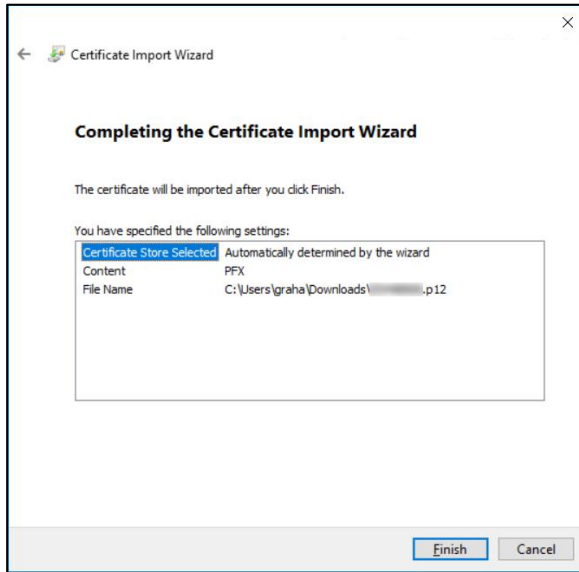 Certificate Import Wizard
Completing the Certificate Import Wizard
The certificate will be imported after you click Finish.
You have specified the following settings:
Certificate Store Selected Automatically determined by the wizard
Content PFX
File Name C:\Users\graha\Downloads\ .p12
Finish Cancel